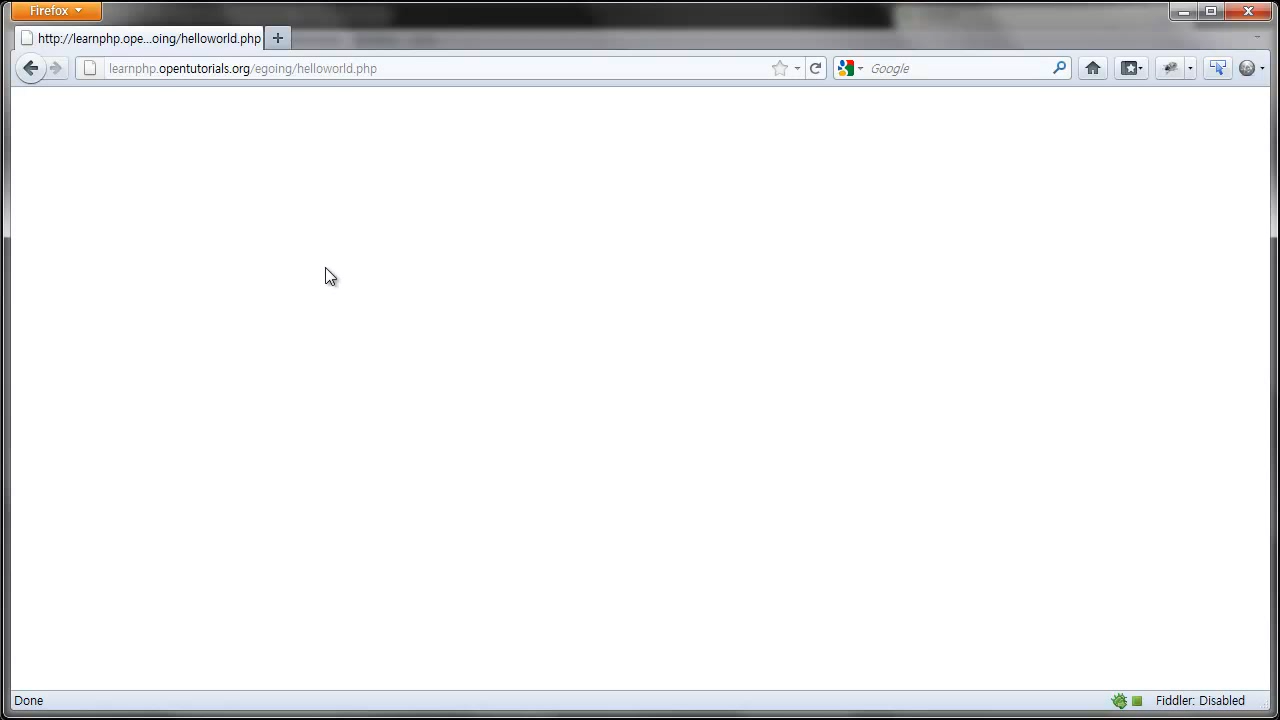 Firefox
http://learnphp.ope...oing/helloworld.php
learnphp.opentutorials.org/egoing/helloworld.php
Google
Done
Fiddler: Disabled